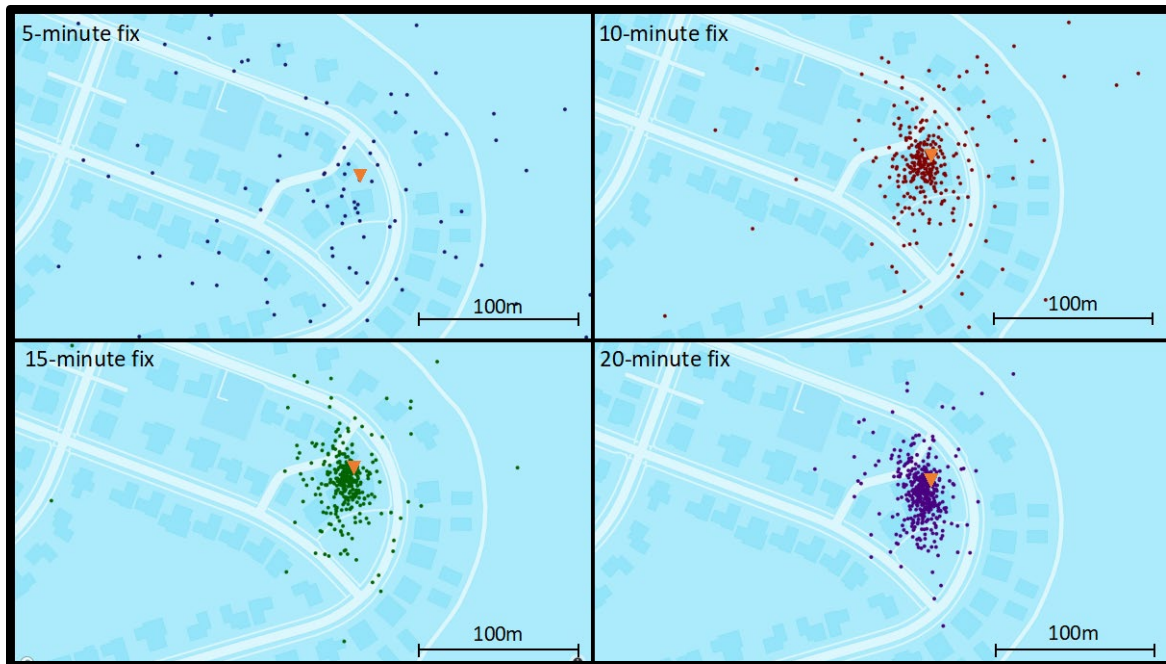 5-minute fix
100m
10-minute fix
100m
15-minute fix
100m
20-minute fix
100m